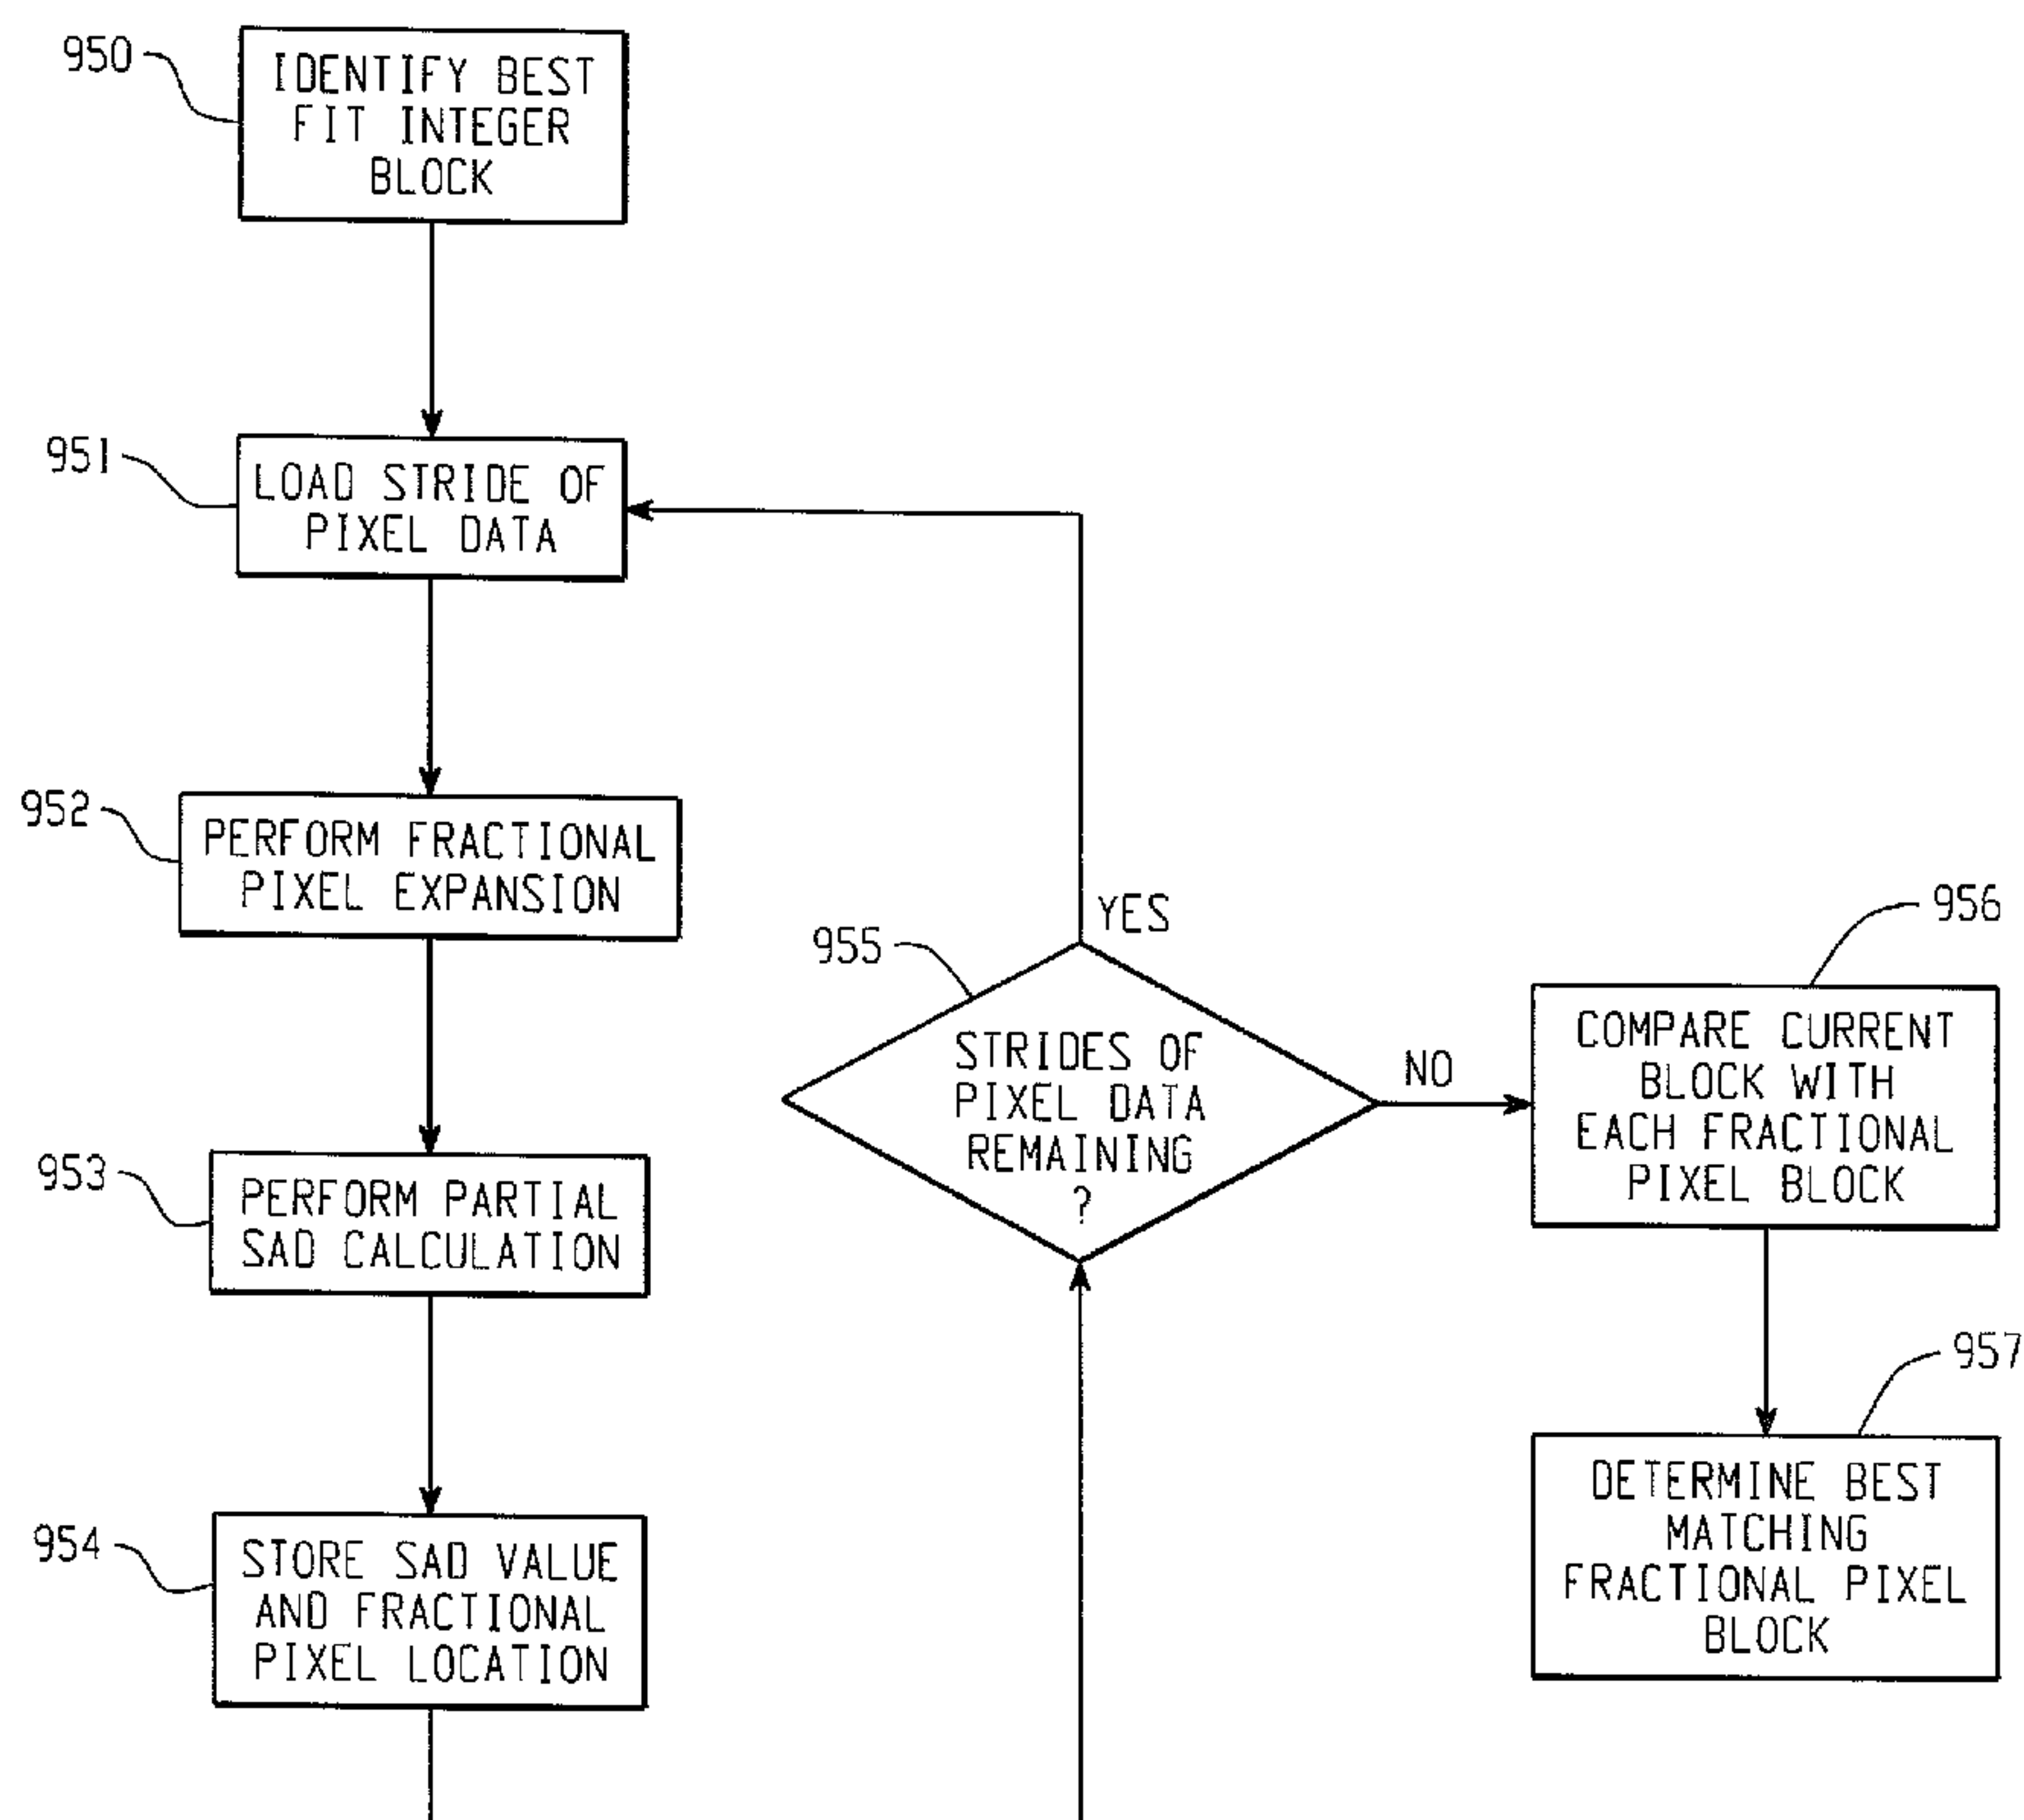 950
IDENTIFY BEST
FIT INTEGER
BLOCK
951
LOAD STRIDE OF
PIXEL DATA
952
PERFORM FRACTIONAL
PIXEL EXPANSION
953
PERFORM PARTIAL
SAD CALCULATION
954
STORE SAD VALUE
AND FRACTIONAL
PIXEL LOCATION
955
YES
STRIDES OF
PIXEL DATA
REMAINING
?
NO
956
COMPARE CURRENT
BLOCK WITH
EACH FRACTIONAL
PIXEL BLOCK
957
DETERMINE BEST
MATCHING
FRACTIONAL PIXEL
BLOCK